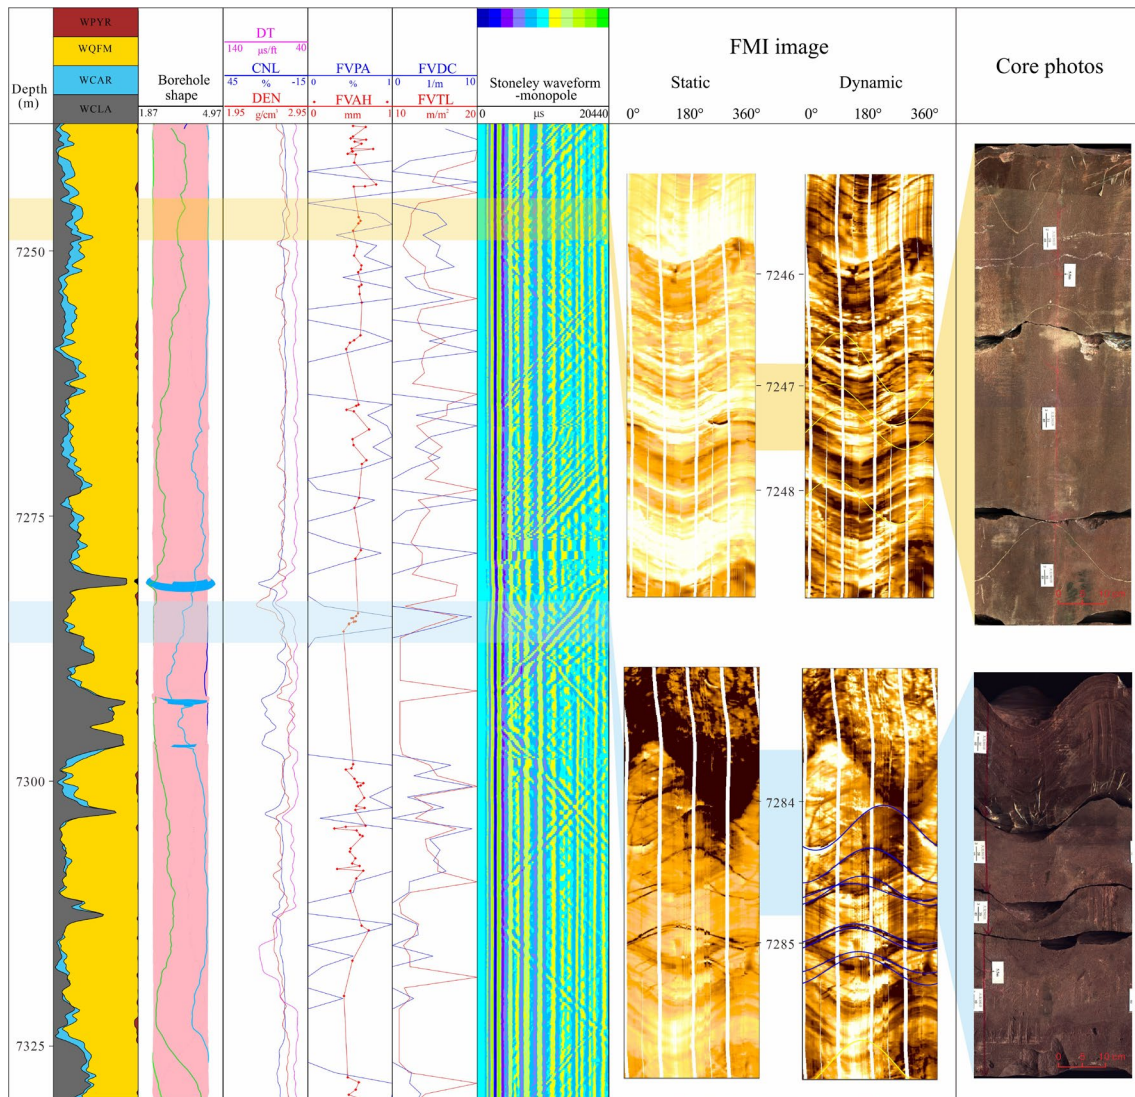 WPYR
WQFM
WCAR
WCLA
Depth
(m)
Borehole
shape
1.87 4.97
DT
140 μs/ft 40
CNL
45 % -15
DEN
1.95 g/cm³ 2.95
FVPA
0 % 1
FVAH
0 mm 1
FVDC
0 1/m 10
FVTL
10 m/m² 20
Stoneley waveform
-monopole
0 μs 20440
FMI image
Static
Dynamic
0° 180° 360°
0° 180° 360°
Core photos
7250
7275
7300
7325
7246
7247
7248
7284
7285